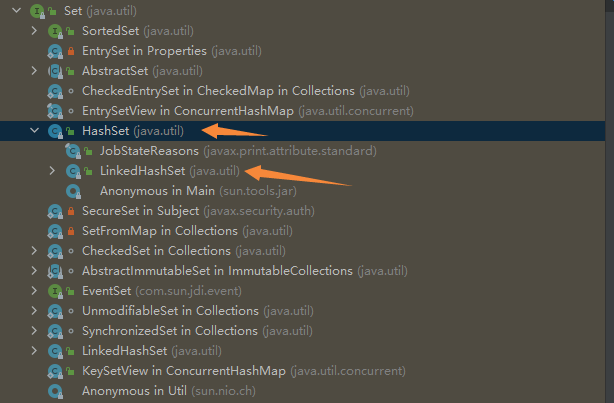 Set (java.util)
SortedSet (java.util)
EntrySet in Properties (java.util)
AbstractSet (java.util)
CheckedEntrySet in CheckedMap in Collections (java.util)
EntrySetView in ConcurrentHashMap (java.util.concurrent)
HashSet (java.util)
JobStateReasons (javax.print.attribute.standard)
LinkedHashSet (java.util)
Anonymous in Main (sun.tools.jar)
SecureSet in Subject (javax.security.auth)
SetFromMap in Collections (java.util)
CheckedSet in Collections (java.util)
AbstractImmutableSet in ImmutableCollections (java.util)
EventSet (com.sun.jdi.event)
UnmodifiableSet in Collections (java.util)
SynchronizedSet in Collections (java.util)
LinkedHashSet (java.util)
KeySetView in ConcurrentHashMap (java.util.concurrent)
Anonymous in Util (sun.nio.ch)